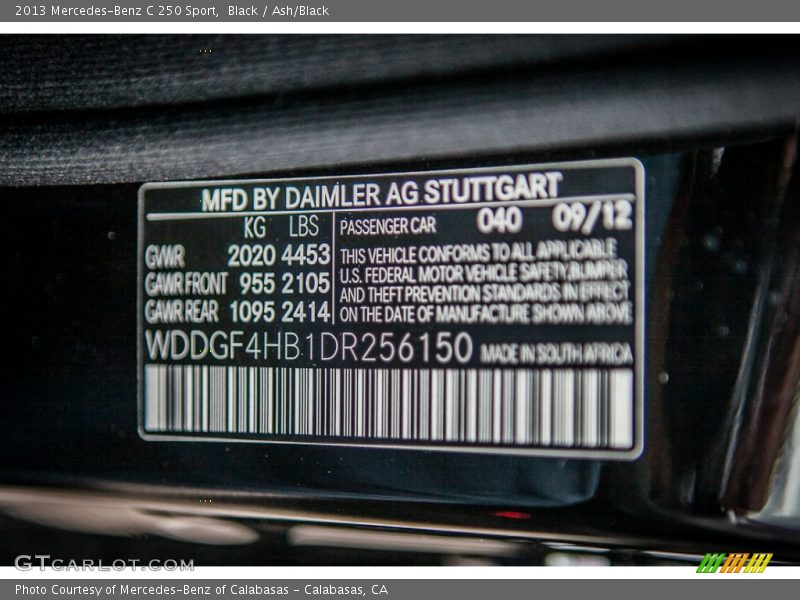 2013 Mercedes-Benz C 250 Sport, Black / Ash/Black
MFD BY DAIMLER AG STUTTGART
KG LBS
GWR 2020 4453
GAWR FRONT 955 2105
GAWR REAR 1095 2414
PASSENGER CAR 040 09/12
THIS VEHICLE CONFORMS TO ALL APPLICABLE
U.S. FEDERAL MOTOR VEHICLE SAFETY, BUMPER
AND THEFT PREVENTION STANDARDS IN EFFECT
ON THE DATE OF MANUFACTURE SHOWN ABOVE
WDDGF4HB1DR256150 MADE IN SOUTH AFRICA
GTCARLOT.COM
Photo Courtesy of Mercedes-Benz of Calabasas - Calabasas, CA